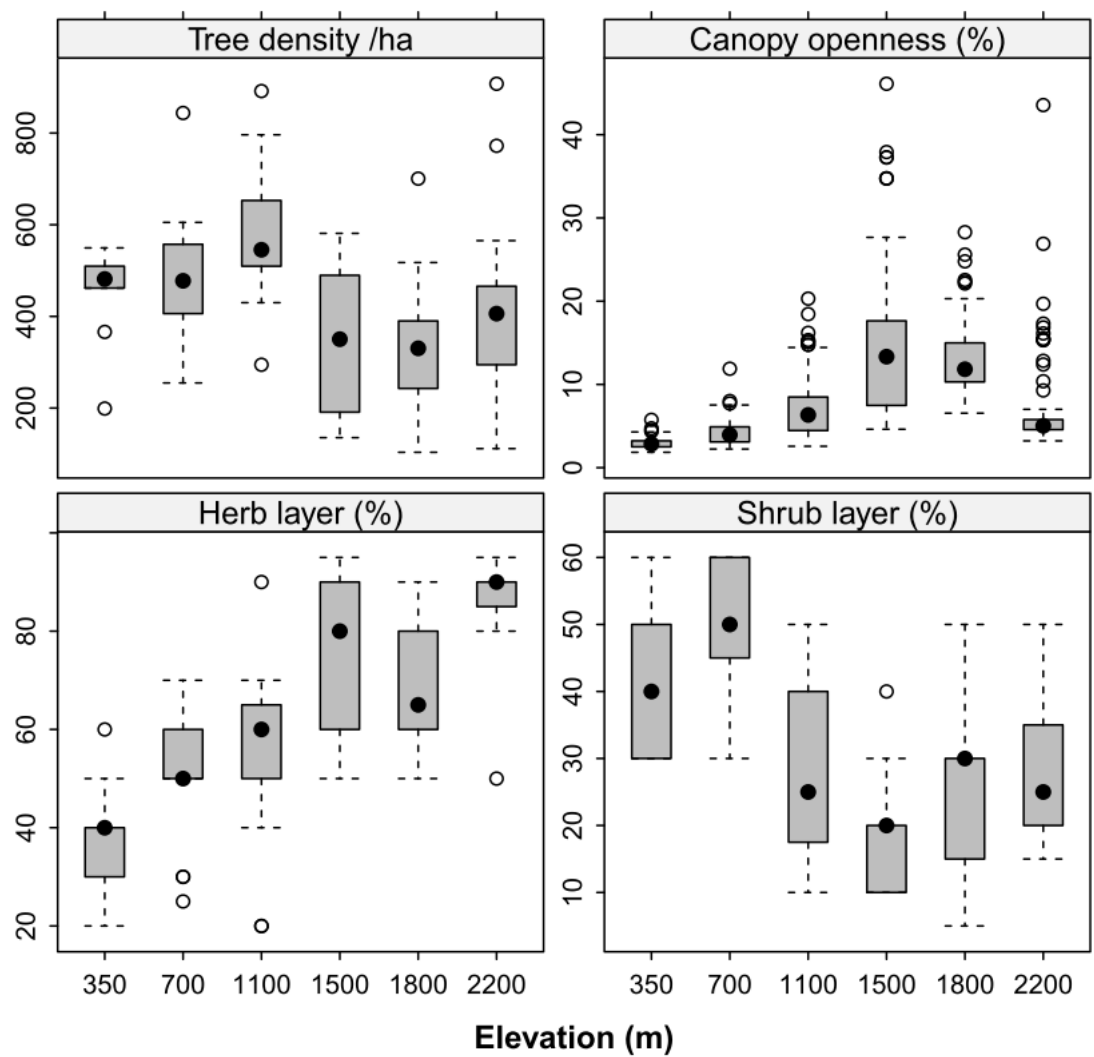 Tree density /ha
Canopy openness (%)
800
600
400
200
40
30
20
10
0
Herb layer (%)
Shrub layer (%)
80
60
40
20
60
50
40
30
20
10
350 700 1100 1500 1800 2200
350 700 1100 1500 1800 2200
Elevation (m)